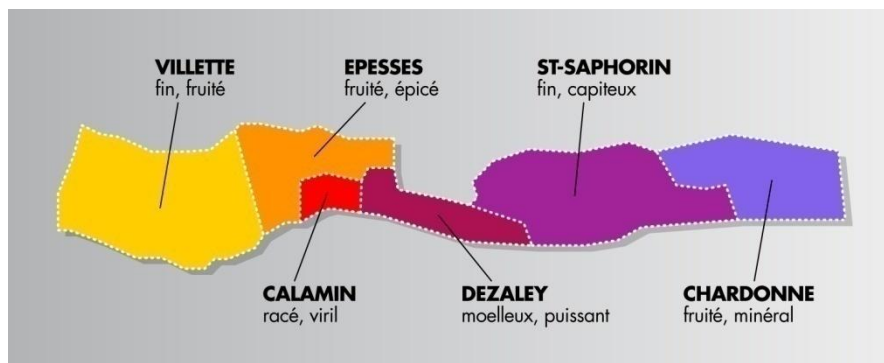 VILLETTE
fin, fruité
EPESSES
fruité, épicé
ST-SAPHORIN
fin, capiteux
CALAMIN
racé, viril
DEZALEY
moelleux, puissant
CHARDONNE
fruité, minéral